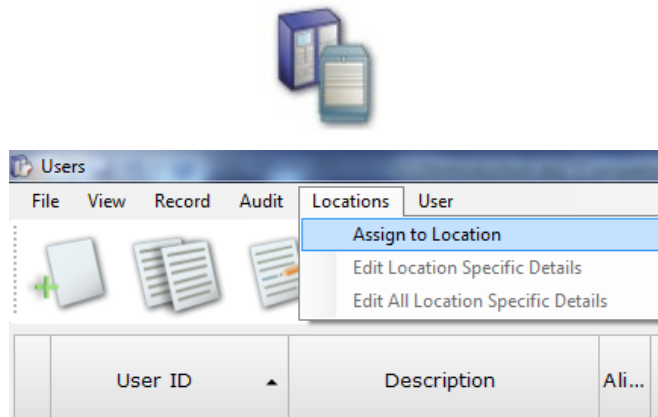 Users
File View Record Audit Locations User
Assign to Location
Edit Location Specific Details
Edit All Location Specific Details
User ID Description Ali...